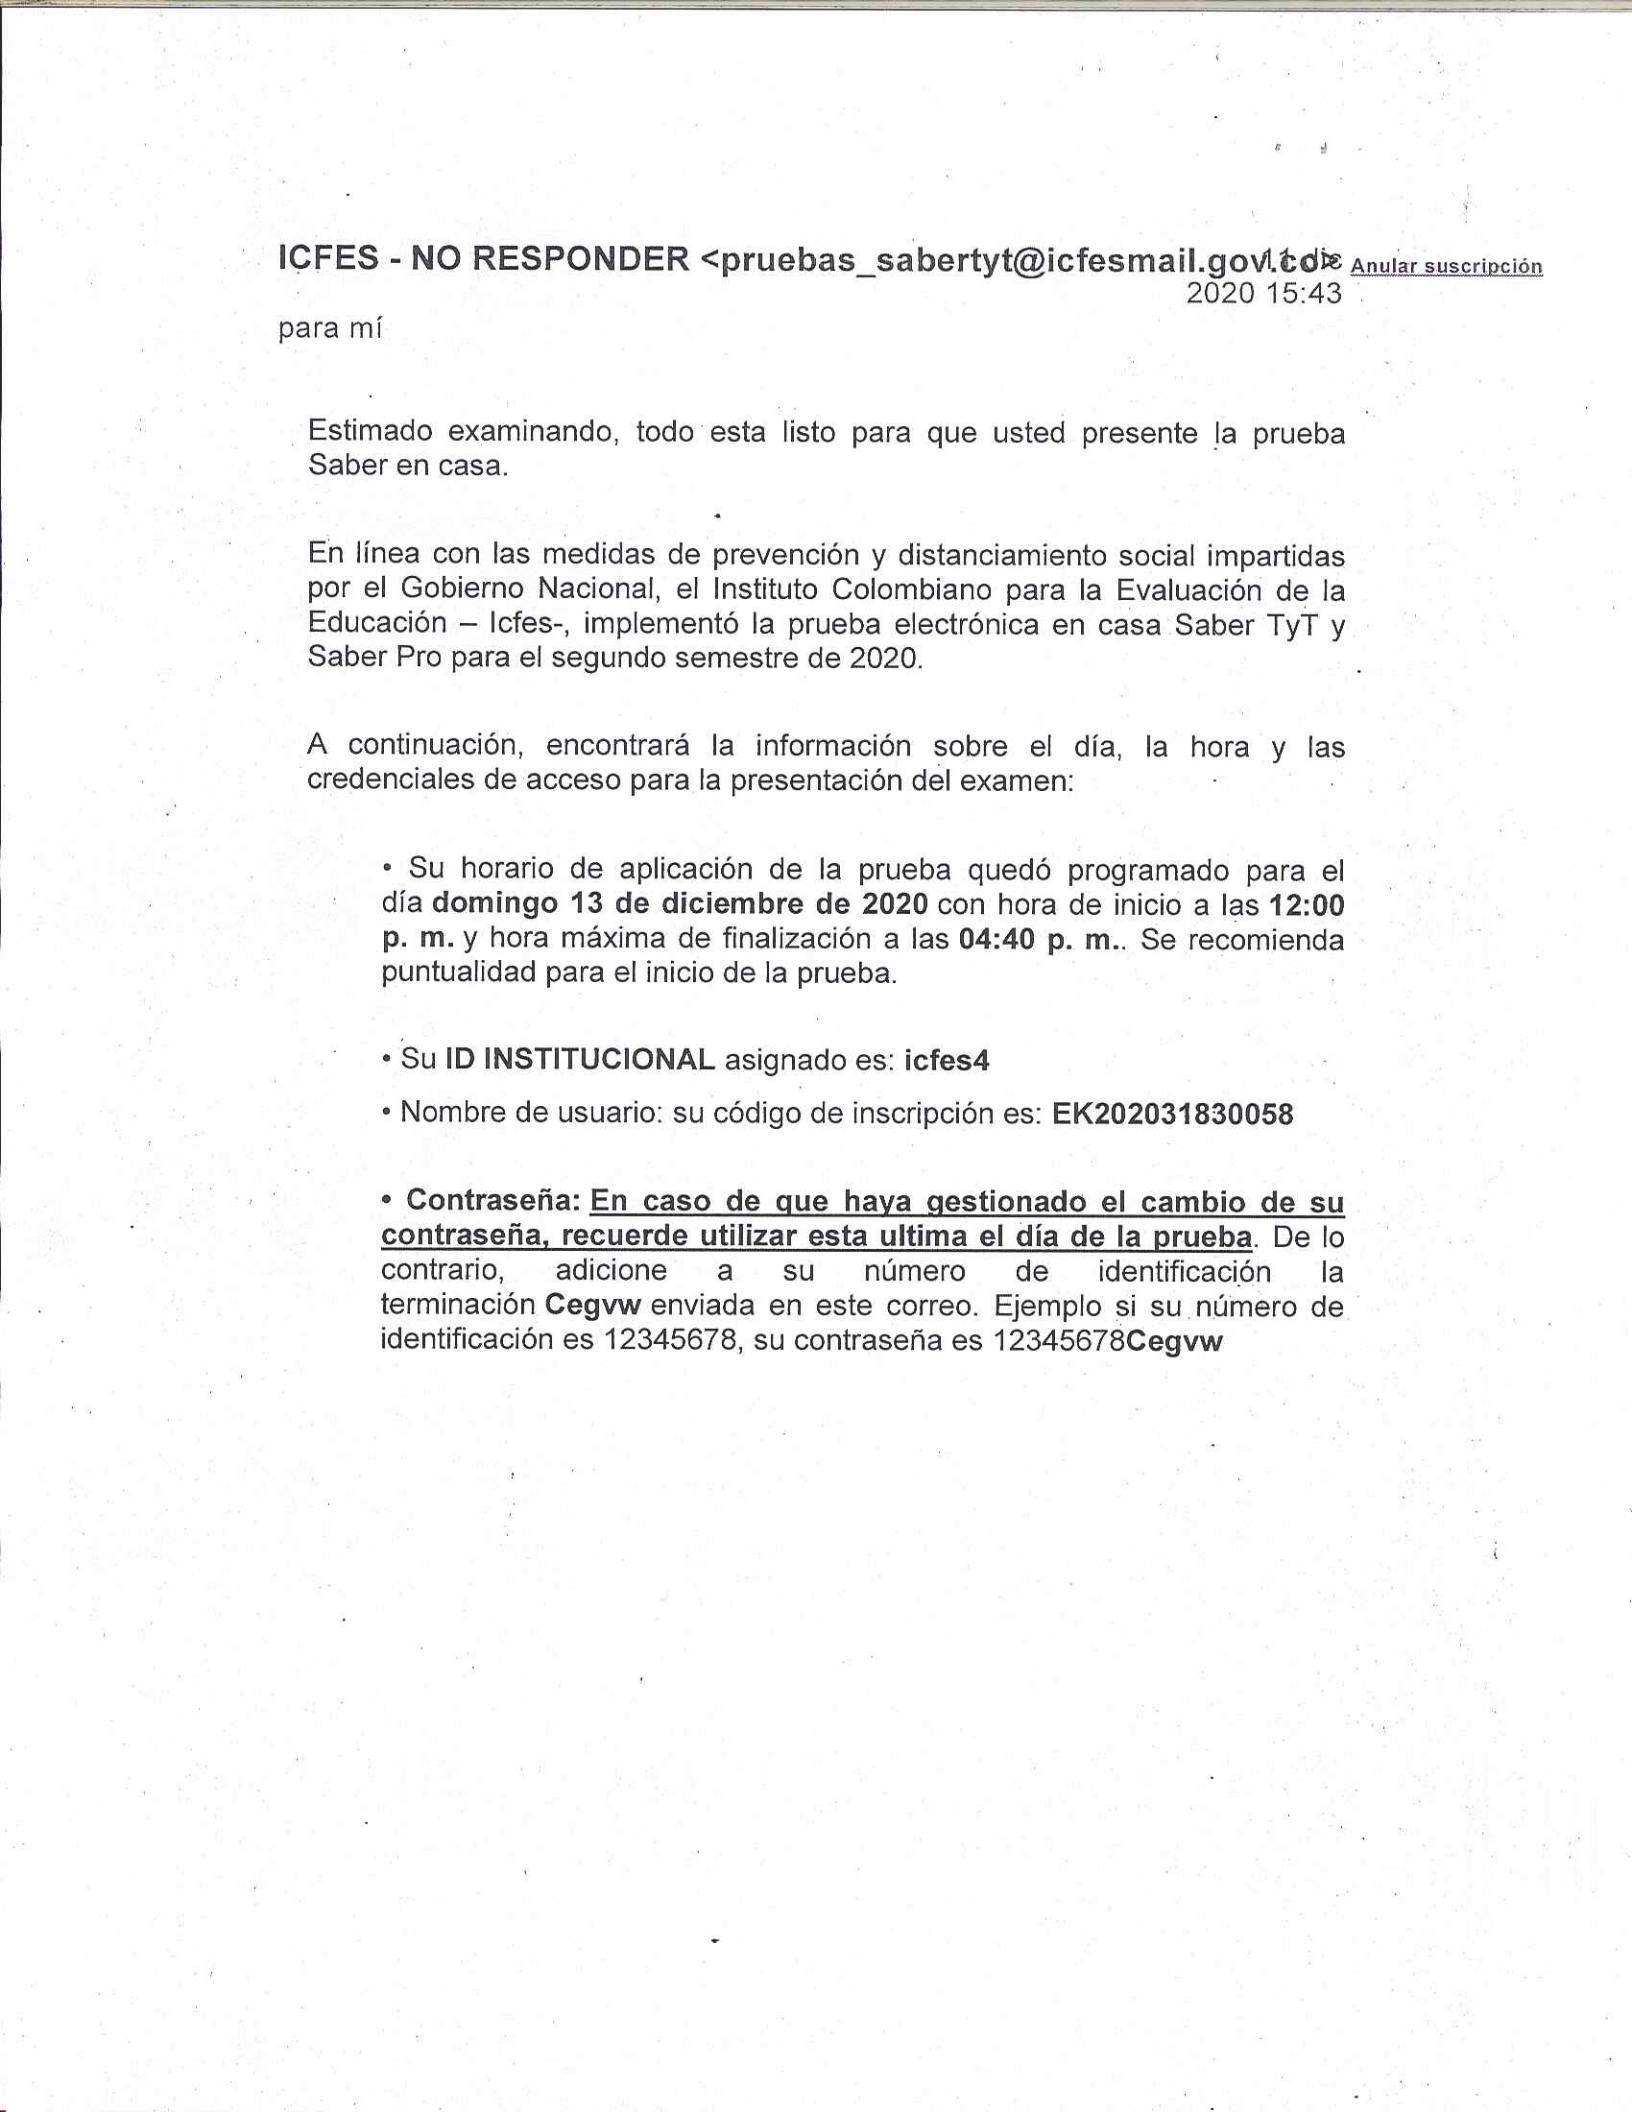 ICFES - NO RESPONDER <pruebas_sabertyt@icfesmail.gov Anular suscripción
2020 15:43
para mí
Estimado examinando, todo esta listo para que usted presente la prueba
Saber en casa.
En línea con las medidas de prevención y distanciamiento social impartidas
por el Gobierno Nacional, el Instituto Colombiano para la Evaluación de la
Educación – Icfes-, implementó la prueba electrónica en casa Saber TyT y
Saber Pro para el segundo semestre de 2020.
A continuación, encontrará la información sobre el día, la hora y las
credenciales de acceso para la presentación del examen:
• Su horario de aplicación de la prueba quedó programado para el
día domingo 13 de diciembre de 2020 con hora de inicio a las 12:00
p. m. y hora máxima de finalización a las 04:40 p. m.. Se recomienda
puntualidad para el inicio de la prueba.
• Su ID INSTITUCIONAL asignado es: icfes4
• Nombre de usuario: su código de inscripción es: EK202031830058
• Contraseña: En caso de que haya gestionado el cambio de su
contraseña, recuerde utilizar esta ultima el día de la prueba. De lo
contrario, adicione a su número de identificación la
terminación Cegvw enviada en este correo. Ejemplo si su número de
identificación es 12345678, su contraseña es 12345678Cegvw